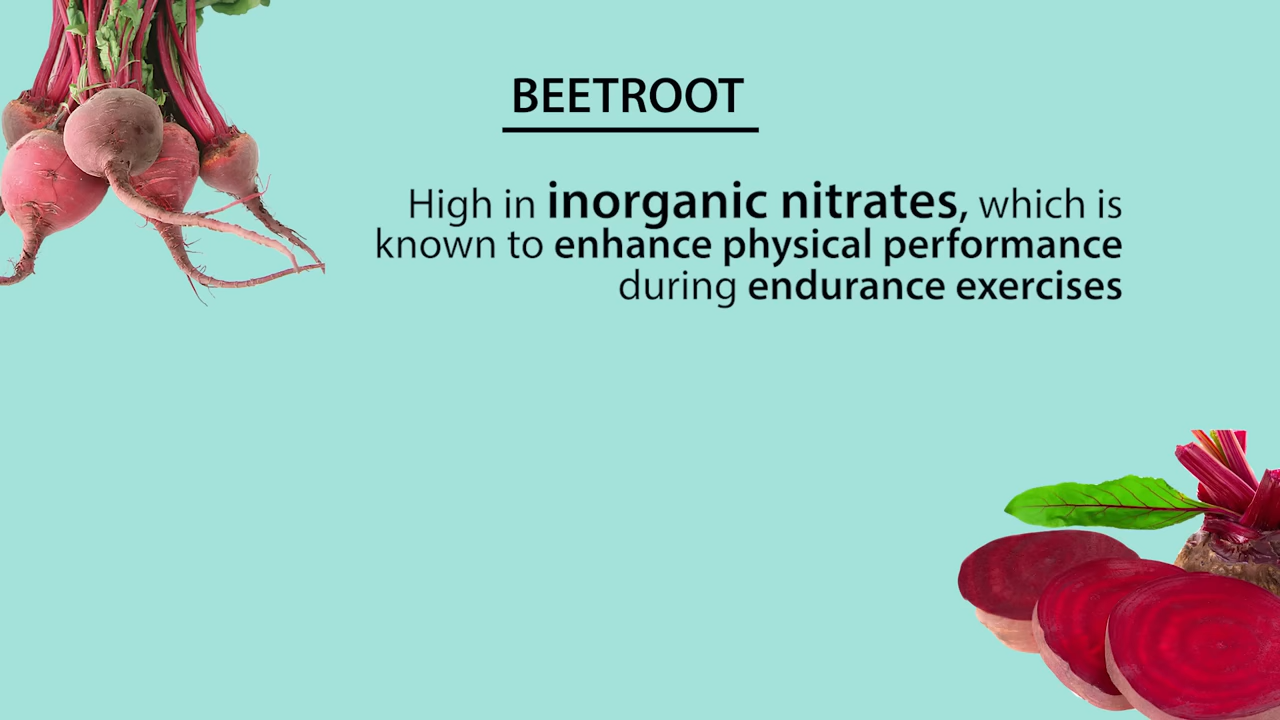 BEETROOT
High in inorganic nitrates, which is
known to enhance physical performance
during endurance exercises